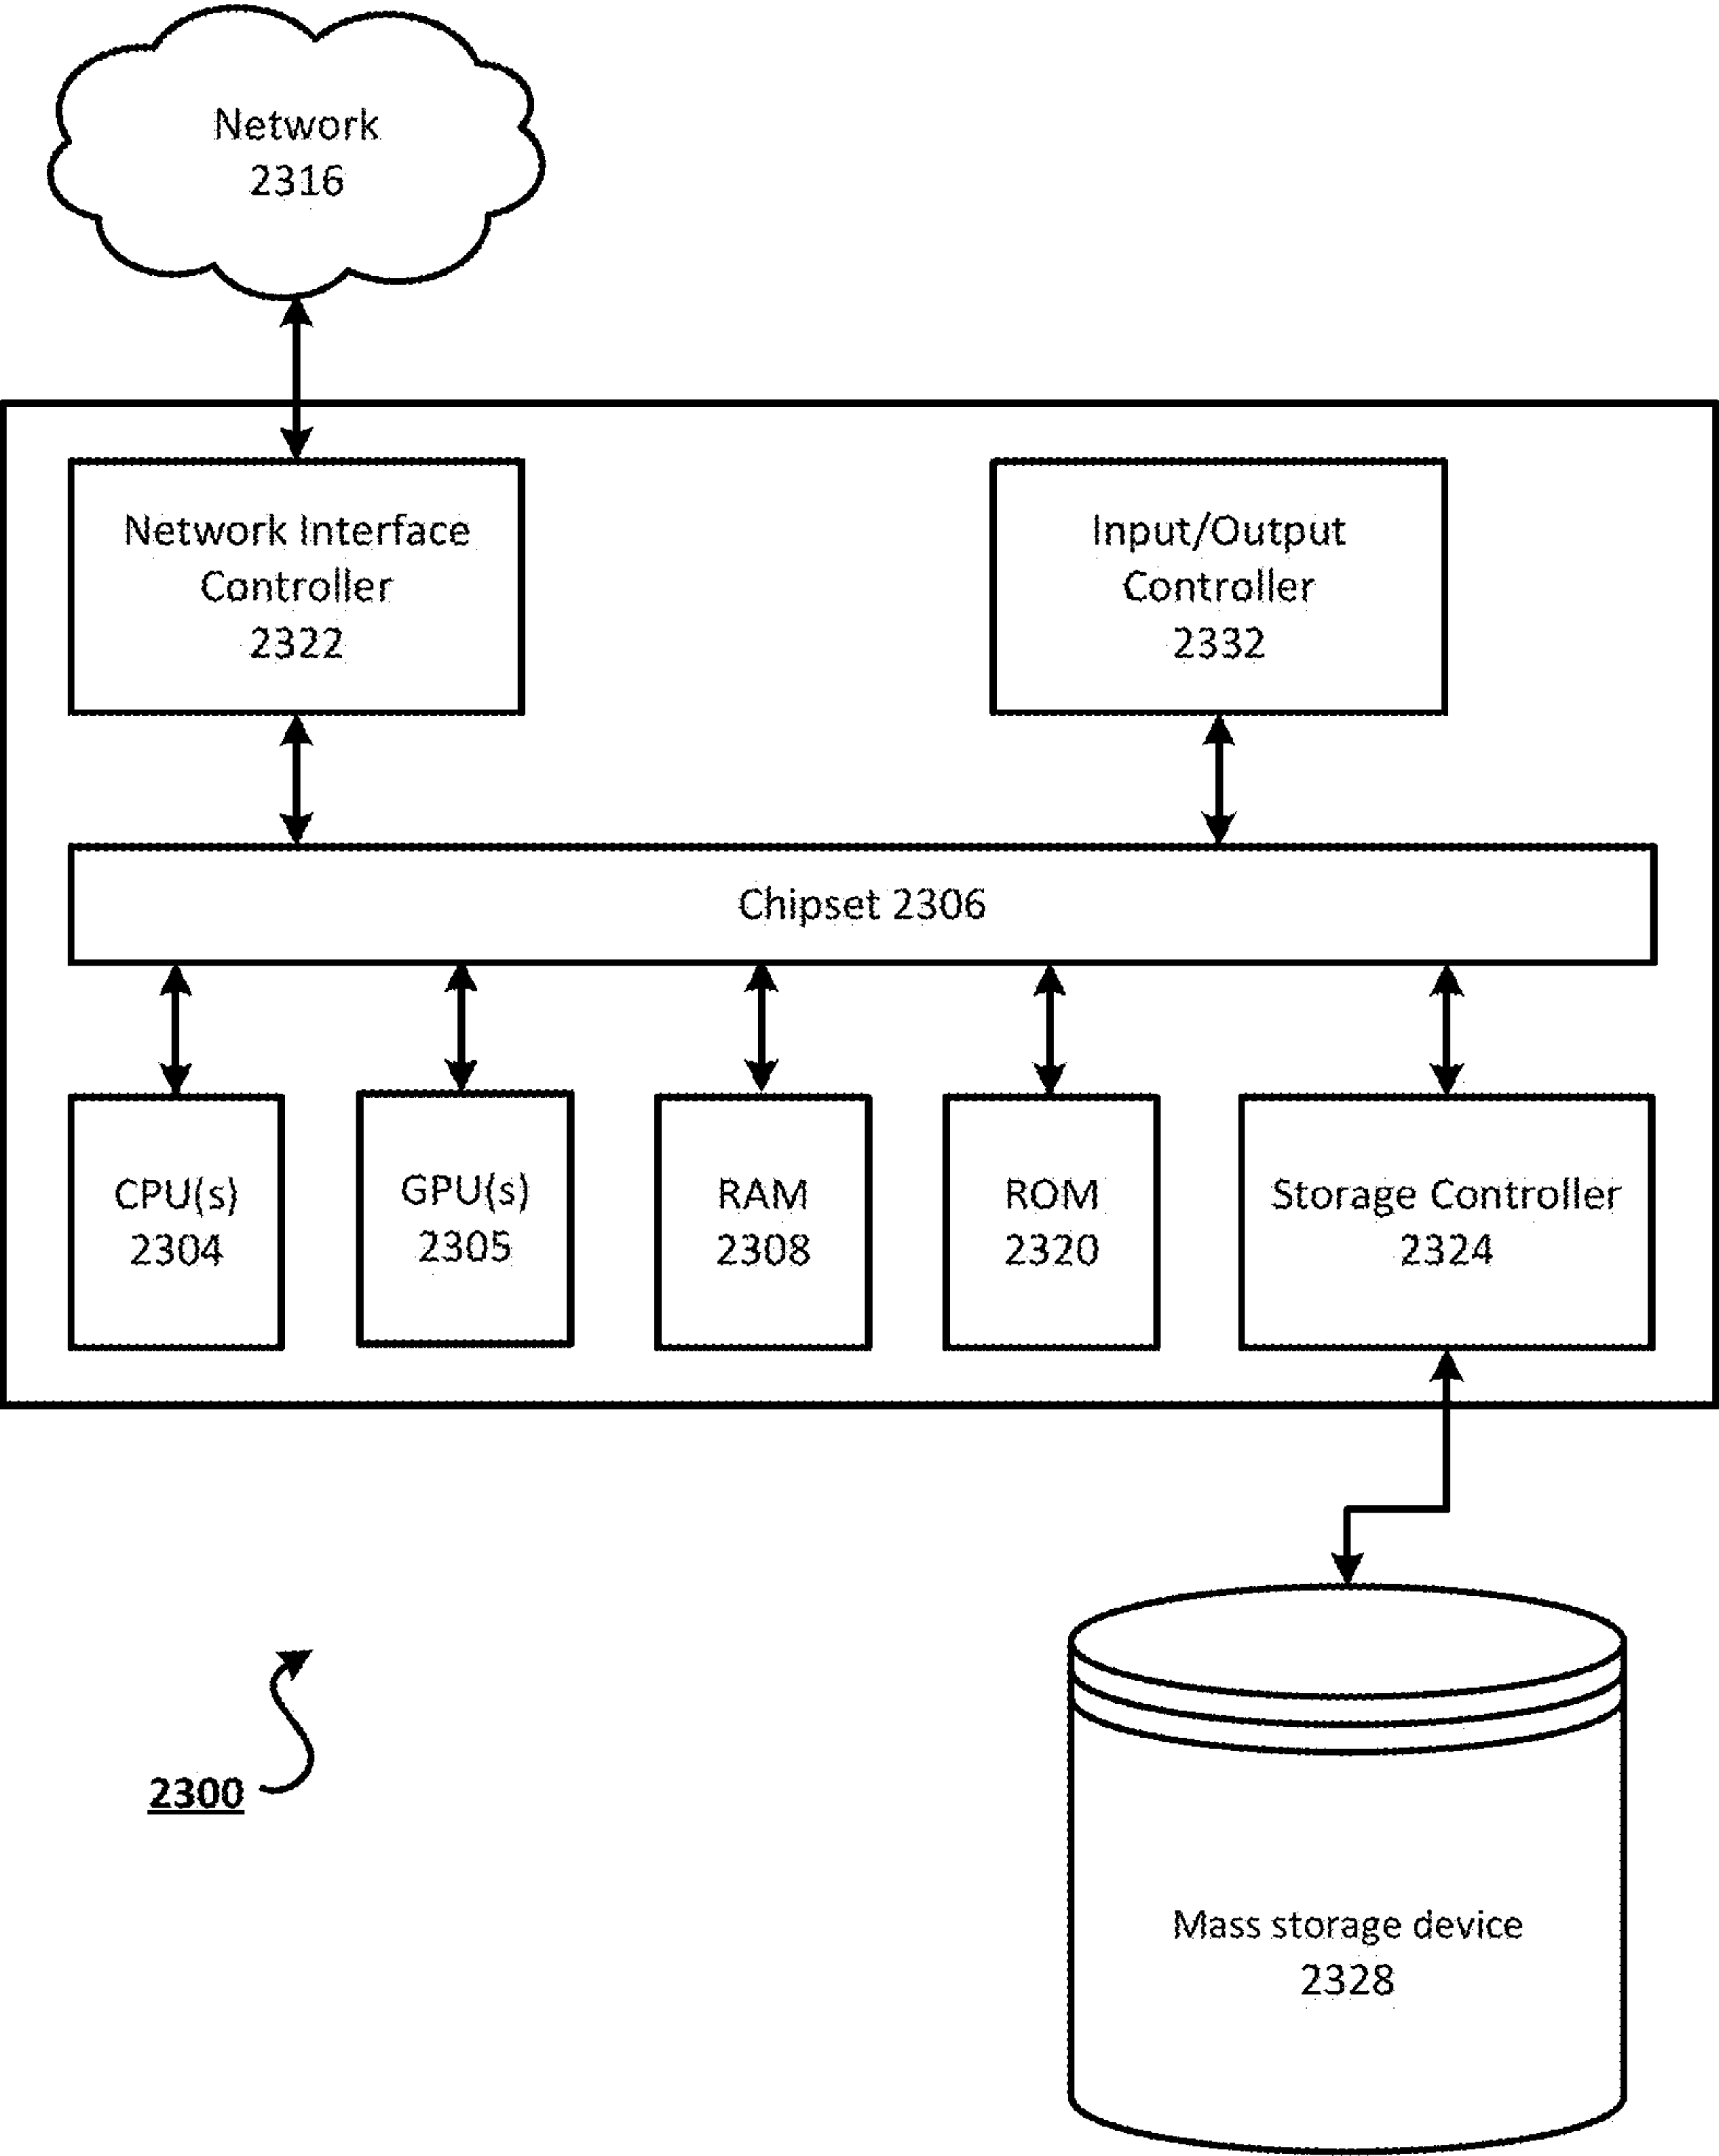 Network
2316
Network Interface
Controller
2322
Input/Output
Controller
2332
Chipset 2306
CPU(s)
2304
GPU(s)
2305
RAM
2308
ROM
2320
Storage Controller
2324
2300
Mass storage device
2328